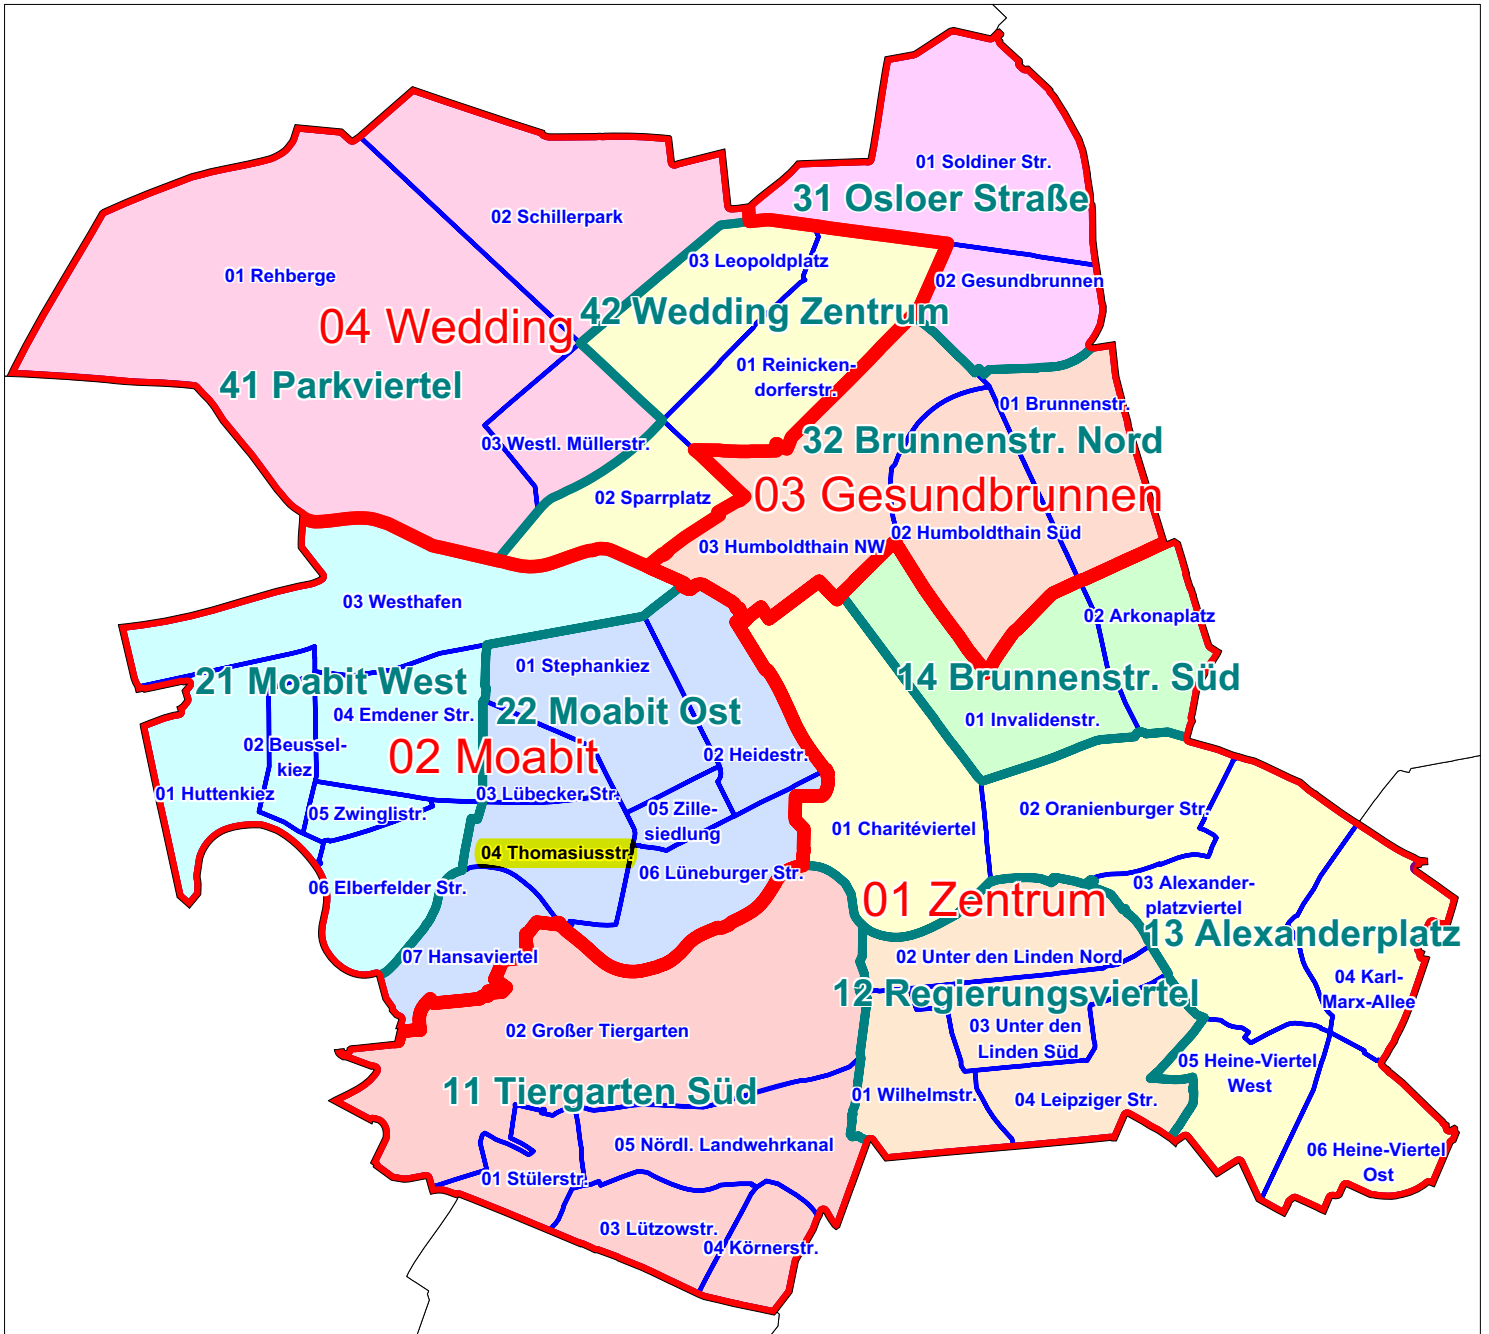 01 Soldiner Str.
31 Osloer Straße
02 Schillerpark
03 Leopoldplatz
01 Rehberge
02 Gesundbrunnen
04 Wedding
42 Wedding Zentrum
01 Reinicken-
dorferstr.
41 Parkviertel
01 Brunnenstr.
03 Westl. Müllerstr.
32 Brunnenstr. Nord
02 Sparrplatz
03 Gesundbrunnen
02 Humboldthain Süd
03 Humboldthain NW
03 Westhafen
02 Arkonaplatz
01 Stephankiez
21 Moabit West
14 Brunnenstr. Süd
04 Emdener Str.
22 Moabit Ost
01 Invalidenstr.
02 Beussel-
kiez
02 Moabit
02 Heidestr.
01 Huttenkiez
03 Lübecker Str.
05 Zwinglistr.
05 Zille-
siedlung
02 Oranienburger Str.
01 Charitéviertel
04 Thomasiusstr.
06 Lüneburger Str.
06 Elberfelder Str.
03 Alexander-
platzviertel
01 Zentrum
13 Alexanderplatz
07 Hansaviertel
02 Unter den Linden Nord
04 Karl-
Marx-Allee
12 Regierungsviertel
02 Großer Tiergarten
03 Unter den
Linden Süd
05 Heine-Viertel
West
11 Tiergarten Süd
01 Wilhelmstr.
04 Leipziger Str.
05 Nördl. Landwehrkanal
06 Heine-Viertel
Ost
01 Stülerstr.
03 Lützowstr.
04 Körnerstr.